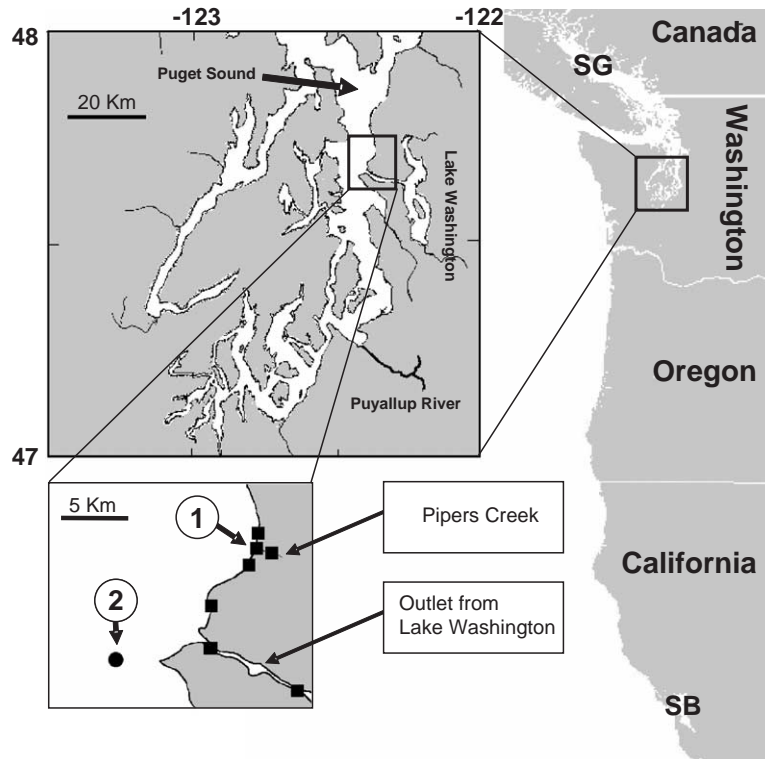 -123
-122
48
Canada
SG
Puget Sound
20 Km
Washington
Lake Washington
Oregon
Puyallup River
47
5 Km
1
Pipers Creek
California
2
Outlet from
Lake Washington
SB